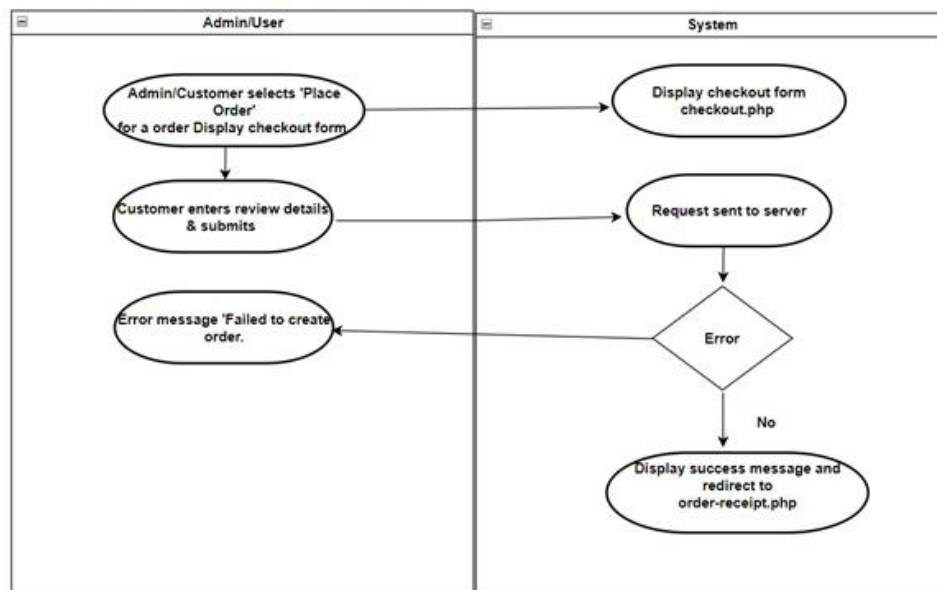 Admin/User
System
Admin/Customer selects 'Place
Order'
for a order Display checkout form
Display checkout form
checkout.php
Customer enters review details
& submits
Request sent to server
Error message 'Failed to create
order.
Error
No
Display success message and
redirect to
order-receipt.php